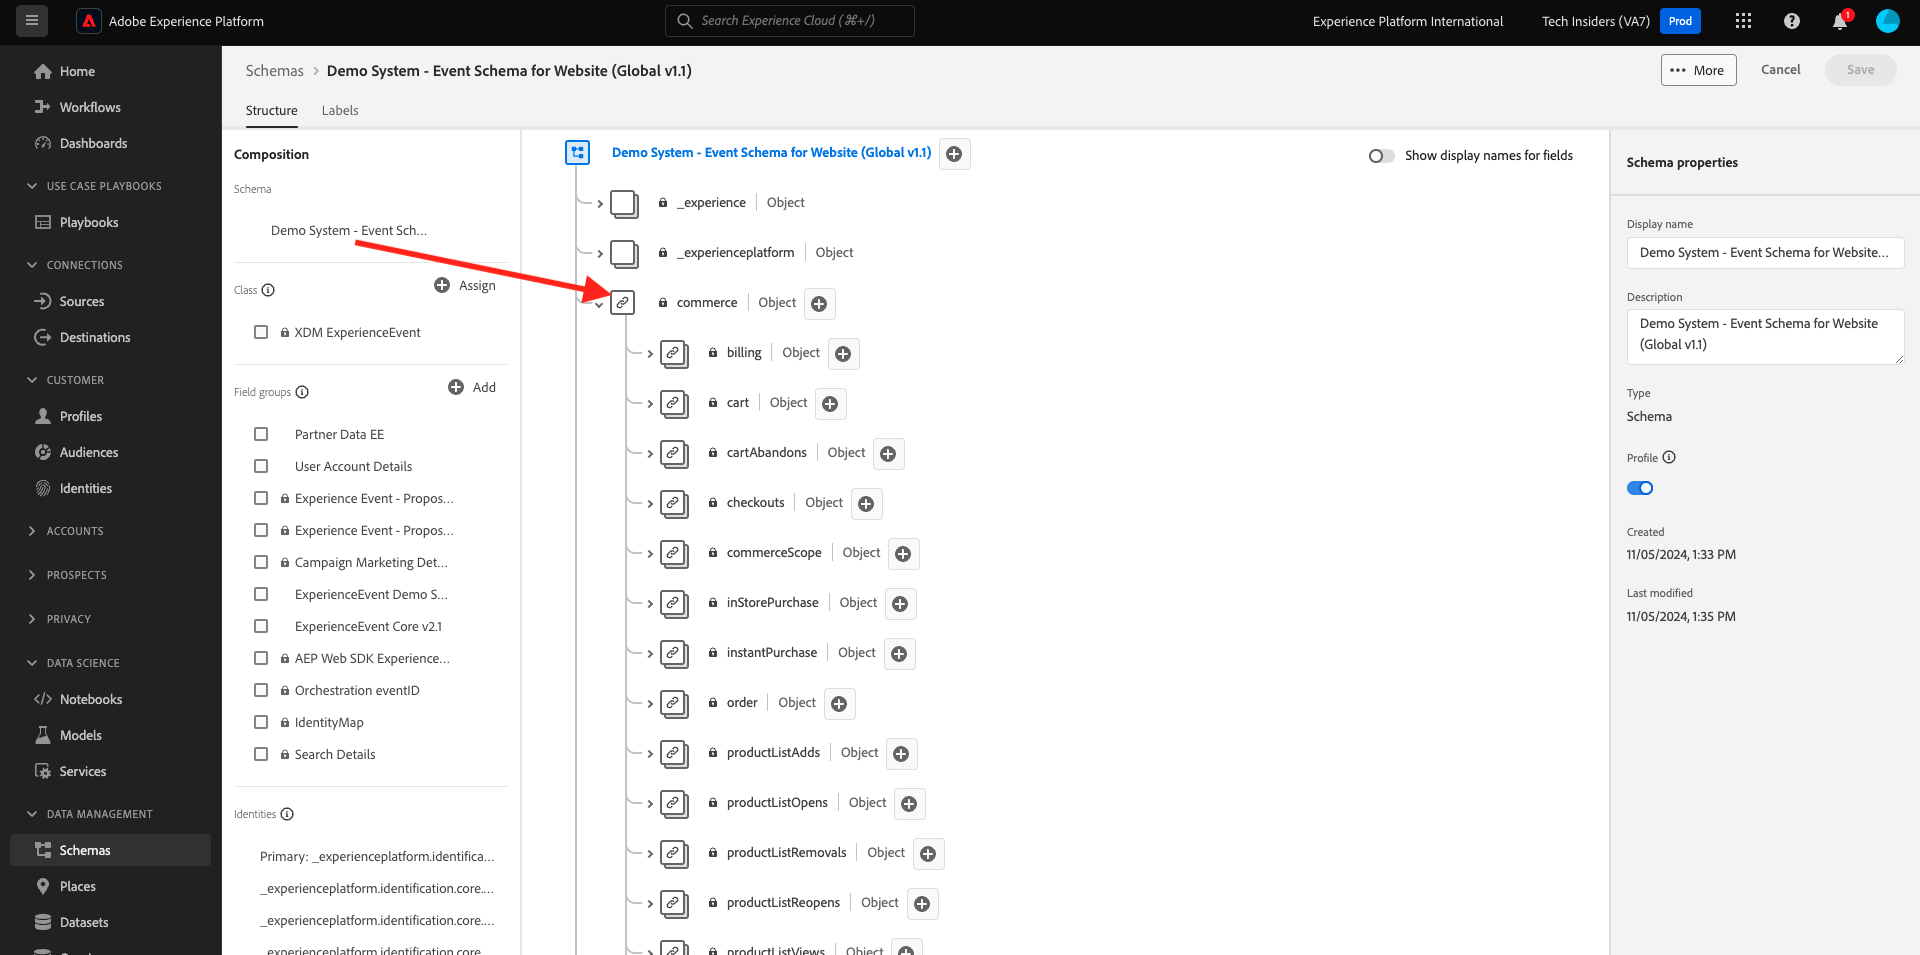 Adobe Experience Platform
Search Experience Cloud (⌘+/)
Experience Platform International
Tech Insiders (VA7)
Prod
1
Home
Workflows
Dashboards
USE CASE PLAYBOOKS
Playbooks
CONNECTIONS
Sources
Destinations
CUSTOMER
Profiles
Audiences
Identities
ACCOUNTS
PROSPECTS
PRIVACY
DATA SCIENCE
Notebooks
Models
Services
DATA MANAGEMENT
Schemas
Places
Datasets
Schemas > Demo System - Event Schema for Website (Global v1.1)
More
Cancel
Save
Structure
Labels
Composition
Schema
Demo System - Event Sch...
Class
Assign
XDM ExperienceEvent
Field groups
Add
Partner Data EE
User Account Details
Experience Event - Propos...
Experience Event - Propos...
Campaign Marketing Det...
ExperienceEvent Demo S...
ExperienceEvent Core v2.1
AEP Web SDK Experience...
Orchestration eventID
IdentityMap
Search Details
Identities
Primary: _experienceplatform.identifica...
_experienceplatform.identification.core....
_experienceplatform.identification.core....
_experienceplatform.identification.core....
Demo System - Event Schema for Website (Global v1.1)
Show display names for fields
_experience | Object
_experienceplatform | Object
commerce | Object
billing | Object
cart | Object
cartAbandons | Object
checkouts | Object
commerceScope | Object
inStorePurchase | Object
instantPurchase | Object
order | Object
productListAdds | Object
productListOpens | Object
productListRemovals | Object
productListReopens | Object
productListViews | Object
Schema properties
Display name
Demo System - Event Schema for Website...
Description
Demo System - Event Schema for Website
(Global v1.1)
Type
Schema
Profile
Created
11/05/2024, 1:33 PM
Last modified
11/05/2024, 1:35 PM